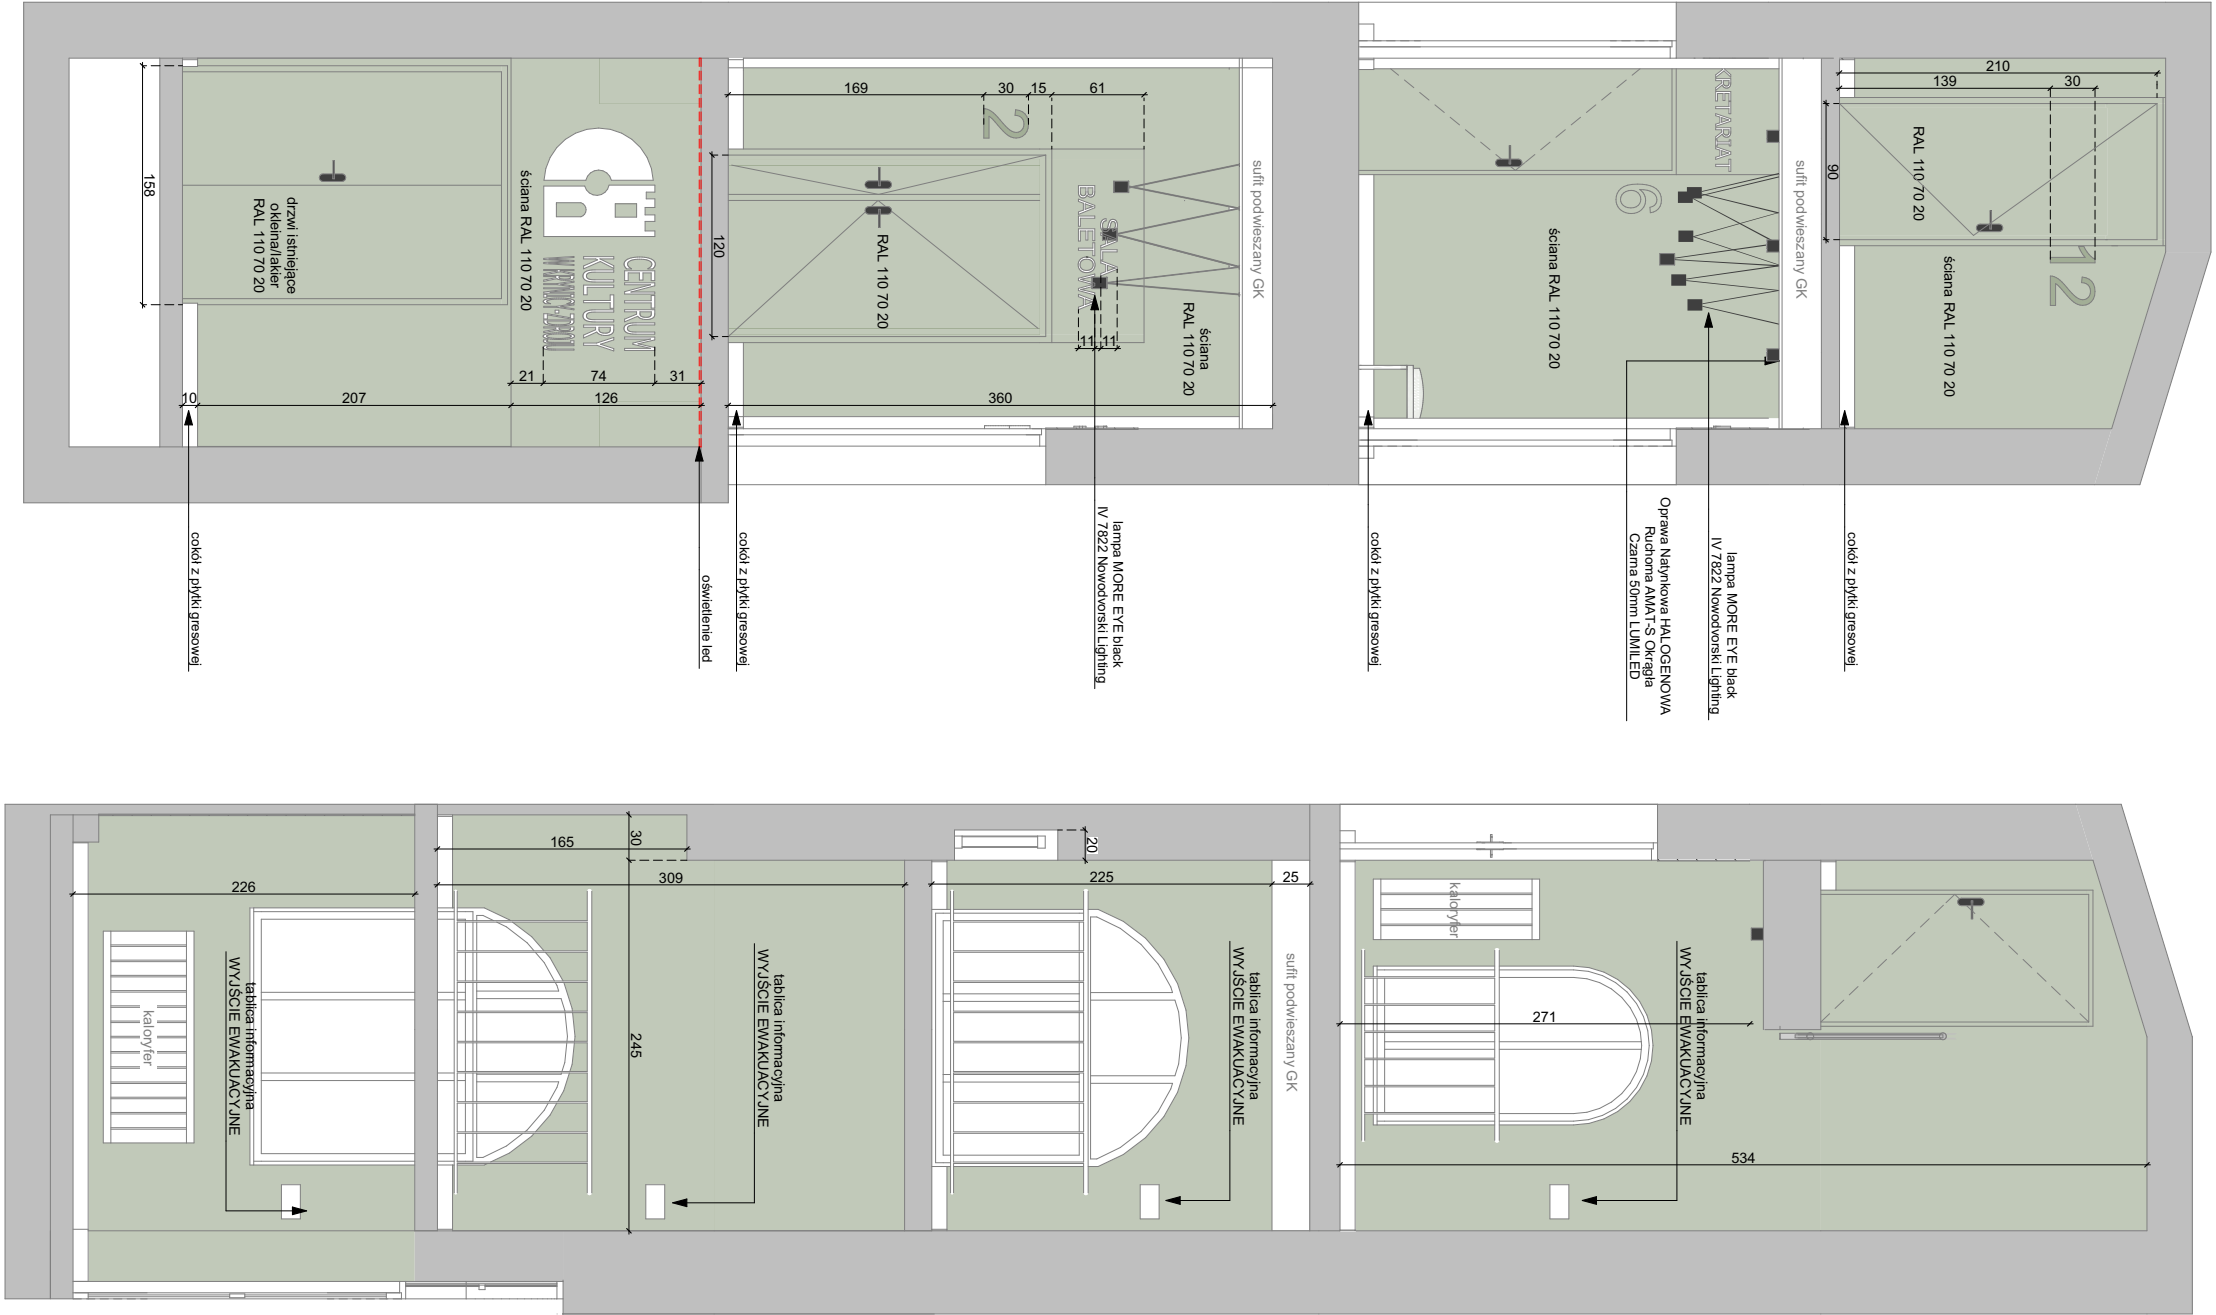 210
139
30
90
RAL 110 70 20
12
ściana RAL 110 70 20
cokół z płytki gresowej
KRETARIAT
sufit podwieszany GK
6
ściana RAL 110 70 20
lampa MORE EYE black
IV 7822 Nowodvorski Lighting
Oprawa Natynkowa HALOGENOWA
Ruchoma AMAT-S Okrągła
Czarna 50mm LUMILED
cokół z płytki gresowej
sufit podwieszany GK
169
30
15
61
2
SALA
BALETOWA
RAL 110 70 20
120
11
11
ściana
RAL 110 70 20
360
lampa MORE EYE black
IV 7822 Nowodvorski Lighting
cokół z płytki gresowej
158
drzwi istniejące
okleina/lakier
RAL 110 70 20
ściana RAL 110 70 20
CENTRUM
KULTURY
21
74
31
10
207
126
oświetlenie led
cokół z płytki gresowej
kaloryfer
271
534
tablica informacyjna
WYJŚCIE EWAKUACYJNE
20
225
25
sufit podwieszany GK
tablica informacyjna
WYJŚCIE EWAKUACYJNE
165
30
309
245
tablica informacyjna
WYJŚCIE EWAKUACYJNE
226
kaloryfer
tablica informacyjna
WYJŚCIE EWAKUACYJNE